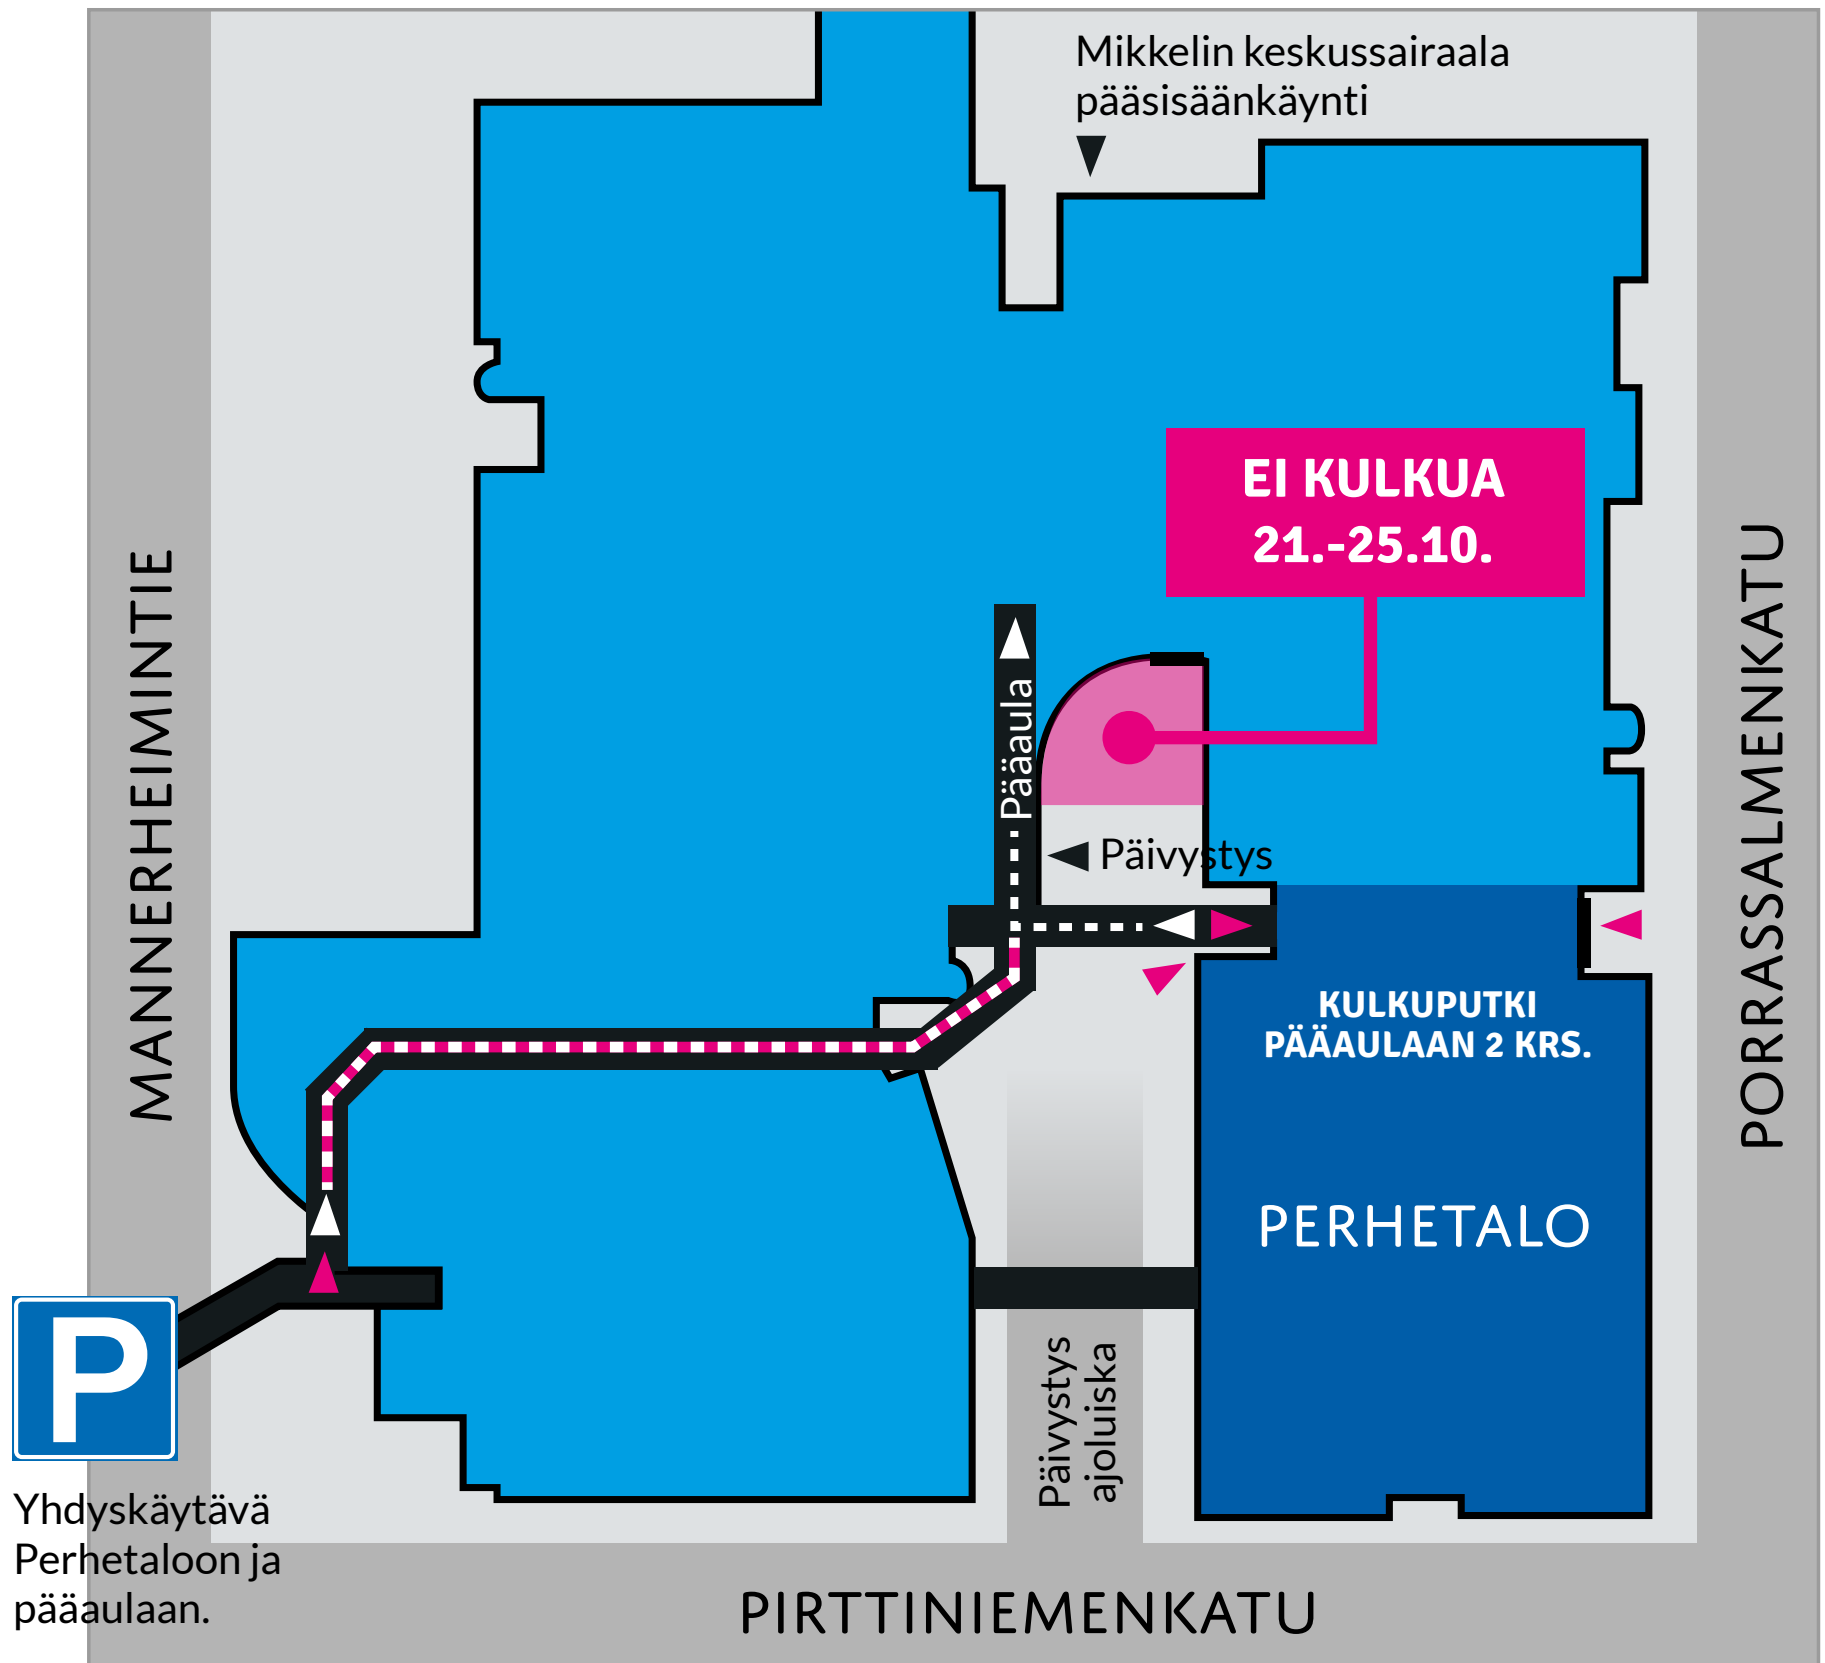 Mikkelin keskussairaala
pääsisäänkäynti
EI KULKUA
21.-25.10.
MANNERHEIMINTIE
PORRASSALMENKATU
Pääaula
Päivystys
KULKUPUTKI
PÄÄAULAAN 2 KRS.
PERHETALO
P
Päivystys
ajoluiska
Yhdyskäytävä
Perhetaloon ja
pääaulaan.
PIRTTINIEMENKATU